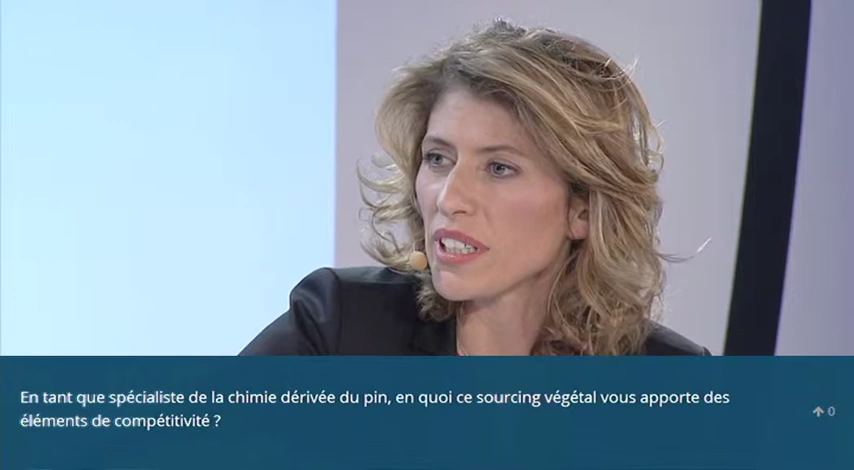 En tant que spécialiste de la chimie dérivée du pin, en quoi ce sourcing végétal vous apporte des
éléments de compétitivité ?
0